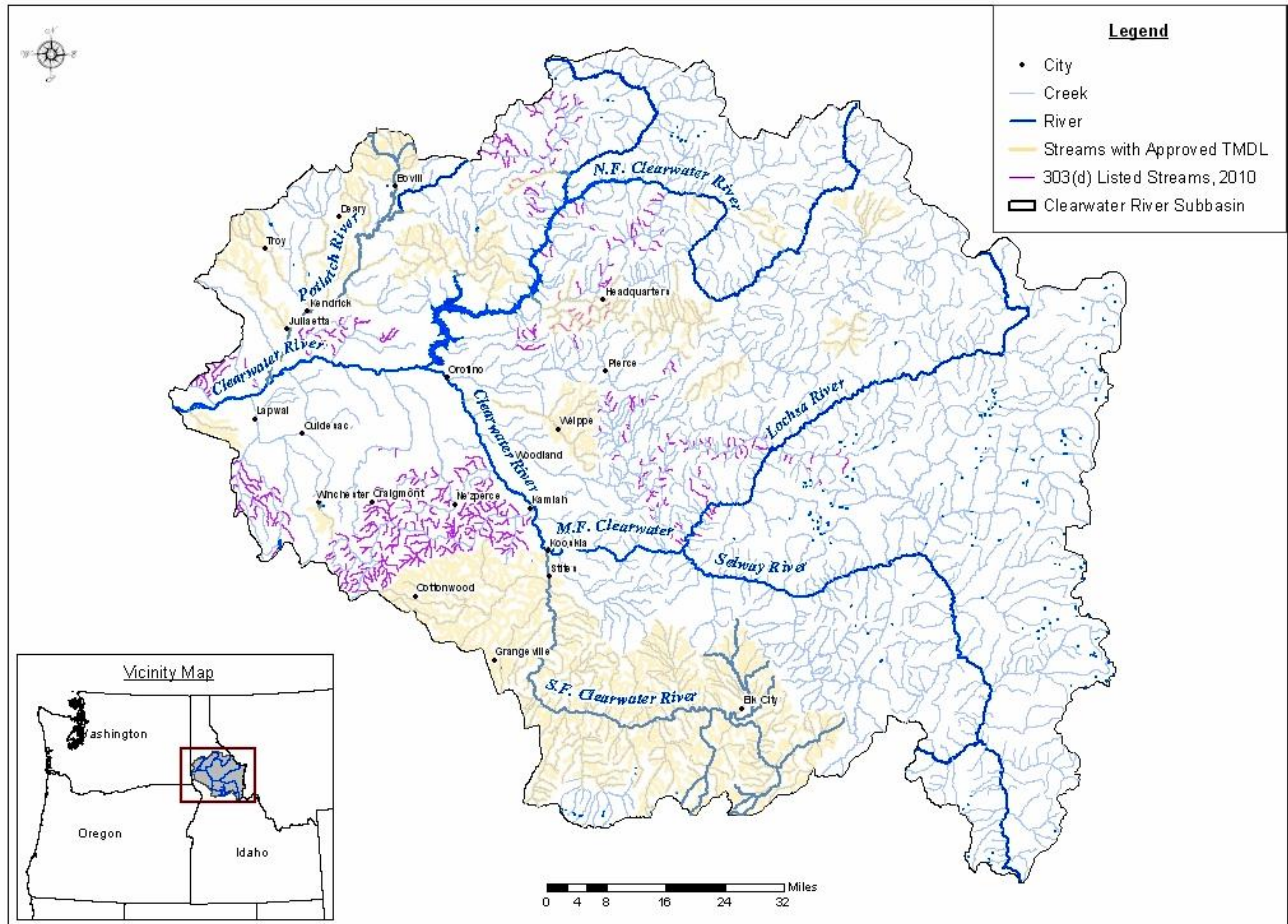 Legend
City
Creek
River
Streams with Approved TMDL
303(d) Listed Streams, 2010
Clearwater River Subbasin
N
W
N.F. Clearwater River
Bovill
Deary
Troy
Potlatch River
Kendrick
Juliaetta
Headquarters
Clearwater River
Orofino
Pierce
Lapwai
Culdesac
Clearwater River
Weippe
Woodland
Lochsa River
Winchester
Craigmont
Nezperce
Kamiah
M.F. Clearwater
Kooskia
Selway River
Stites
Cottonwood
Grangeville
S.F. Clearwater River
Elk City
Vicinity Map
Washington
Oregon
Idaho
Miles
0 4 8 16 24 32